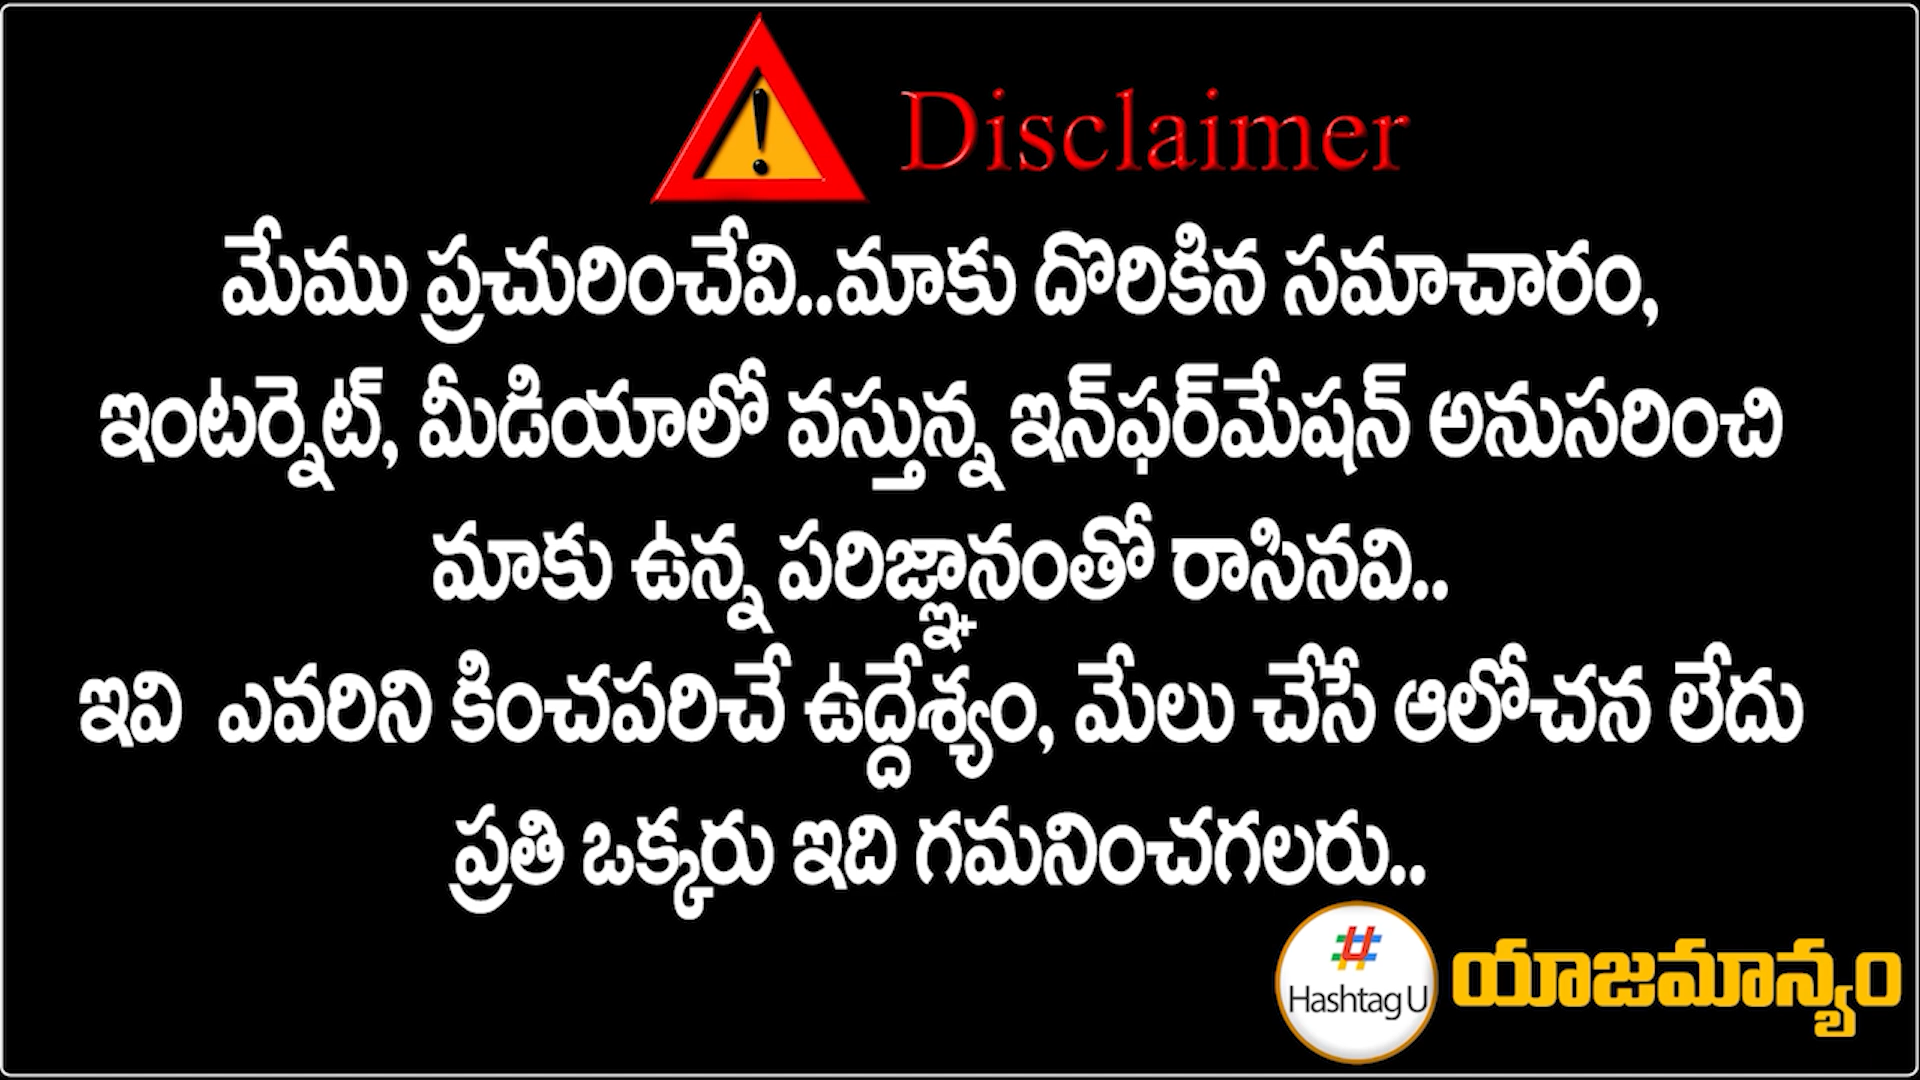 Disclaimer
మేము ప్రచురించేవి..మాకు దొరికిన సమాచారం,
ఇంటర్నెట్, మీడియాలో వస్తున్న ఇన్‌ఫర్‌మేషన్ అనుసరించి
మాకు ఉన్న పరిజ్ఞానంతో రాసినవి..
ఇవి ఎవరిని కించపరిచే ఉద్దేశ్యం, మేలు చేసే ఆలోచన లేదు
ప్రతి ఒక్కరు ఇది గమనించగలరు..
Hashtag U యాజమాన్యం